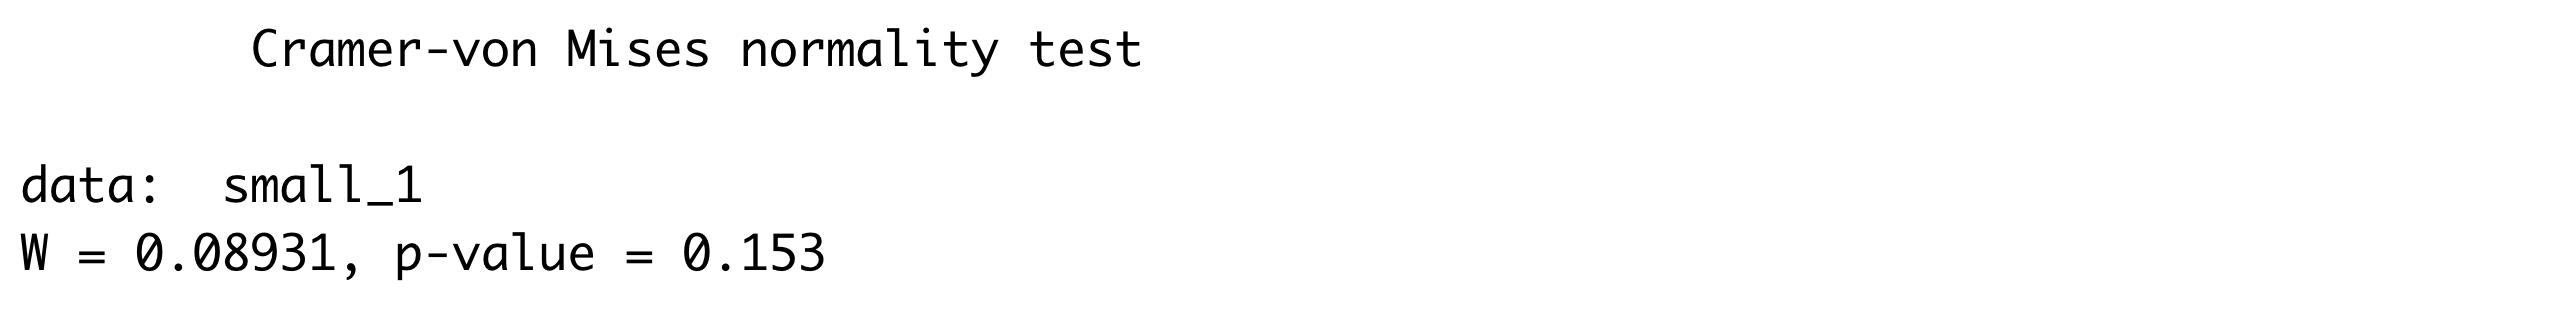 Cramer-von Mises normality test
data:  small_1
W = 0.08931, p-value = 0.153